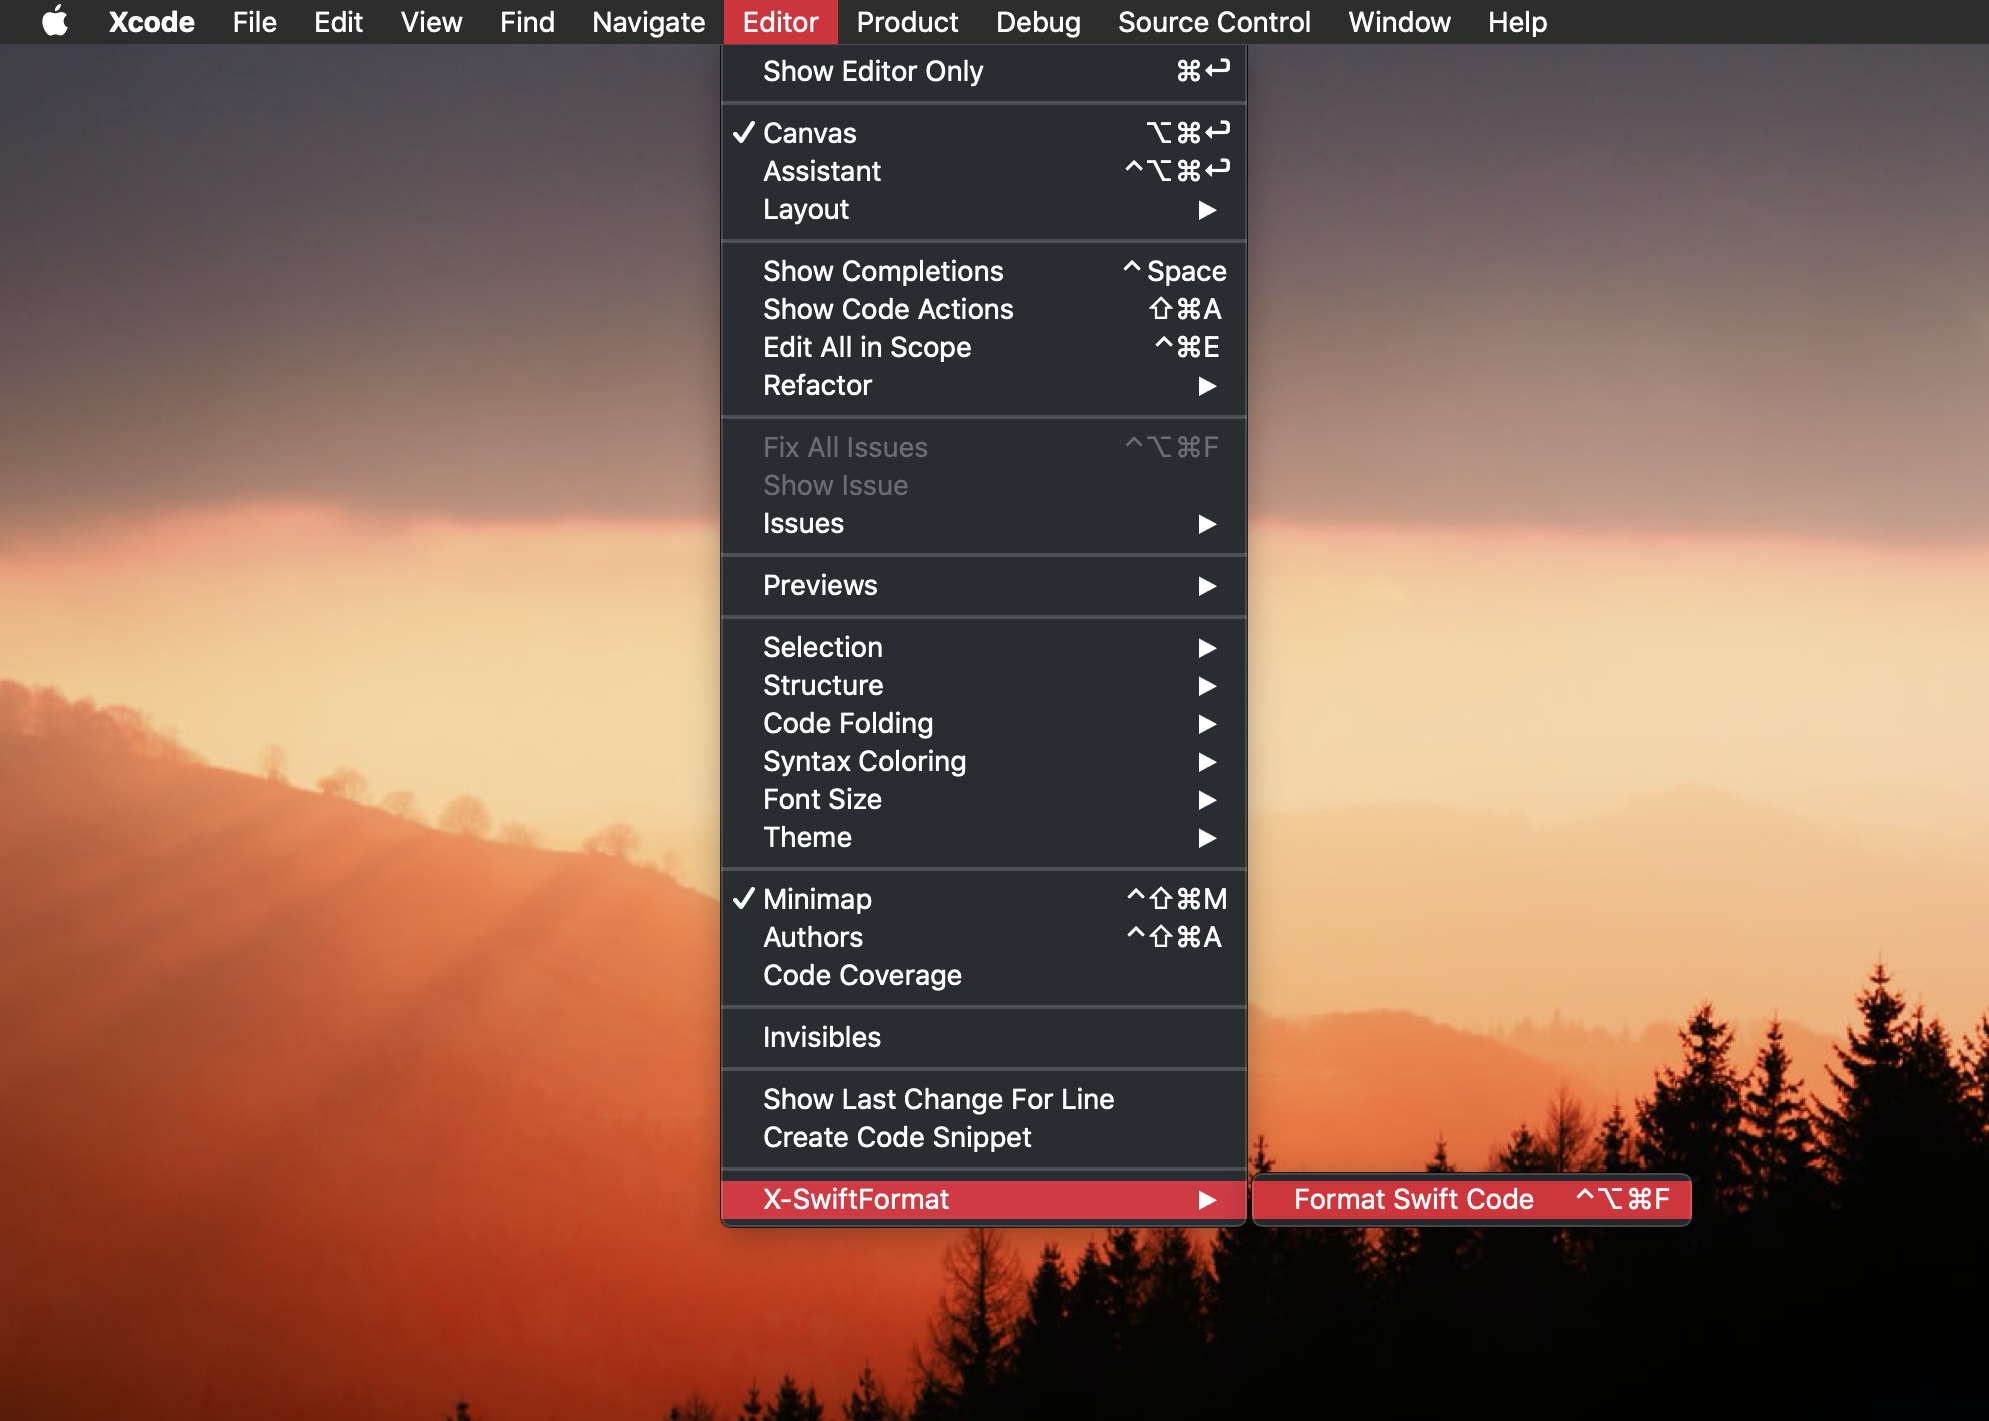 Xcode File Edit View Find Navigate Editor Product Debug Source Control Window Help
Show Editor Only ⌘↩
✓ Canvas ⌥⌘↩
Assistant ^⌥⌘↩
Layout ▶
Show Completions ^Space
Show Code Actions ⇧⌘A
Edit All in Scope ^⌘E
Refactor ▶
Fix All Issues ^⌥⌘F
Show Issue
Issues ▶
Previews ▶
Selection ▶
Structure ▶
Code Folding ▶
Syntax Coloring ▶
Font Size ▶
Theme ▶
✓ Minimap ^⇧⌘M
Authors ^⇧⌘A
Code Coverage
Invisibles
Show Last Change For Line
Create Code Snippet
X-SwiftFormat ▶ Format Swift Code ^⌥⌘F